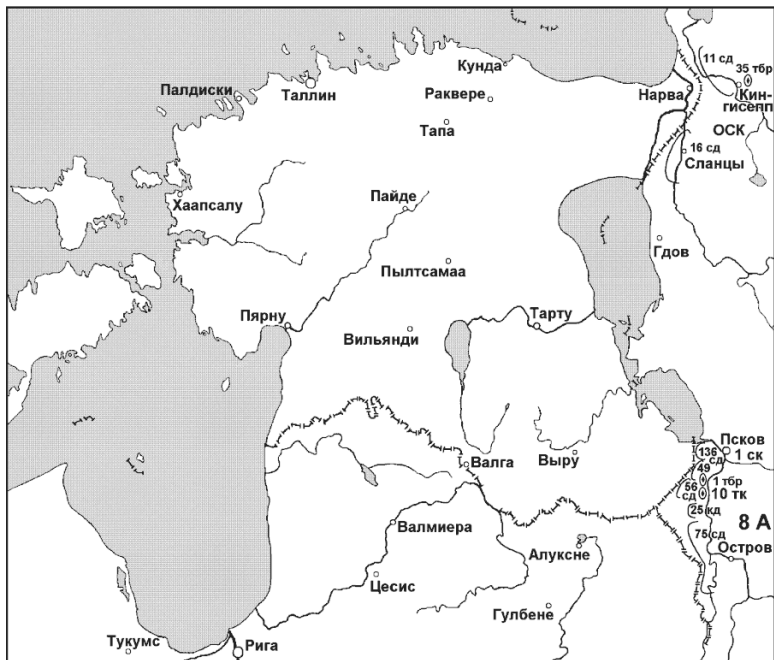 11 сд
35 тбр
Кунда
Палдиски
Таллин
Раквере
Нарва
Кин-
гисепп
Тапа
ОСК
16 сд
Сланцы
Хаапсалу
Пайде
Гдов
Пылтсамаа
Пярну
Тарту
Вильянди
Псков
1 ск
136
сд
49
Валга
Выру
56
сд
1 тбр
10 тк
25 кд
8 А
Валмиера
75 сд
Остров
Алуксне
Цесис
Гулбене
Тукумс
Рига